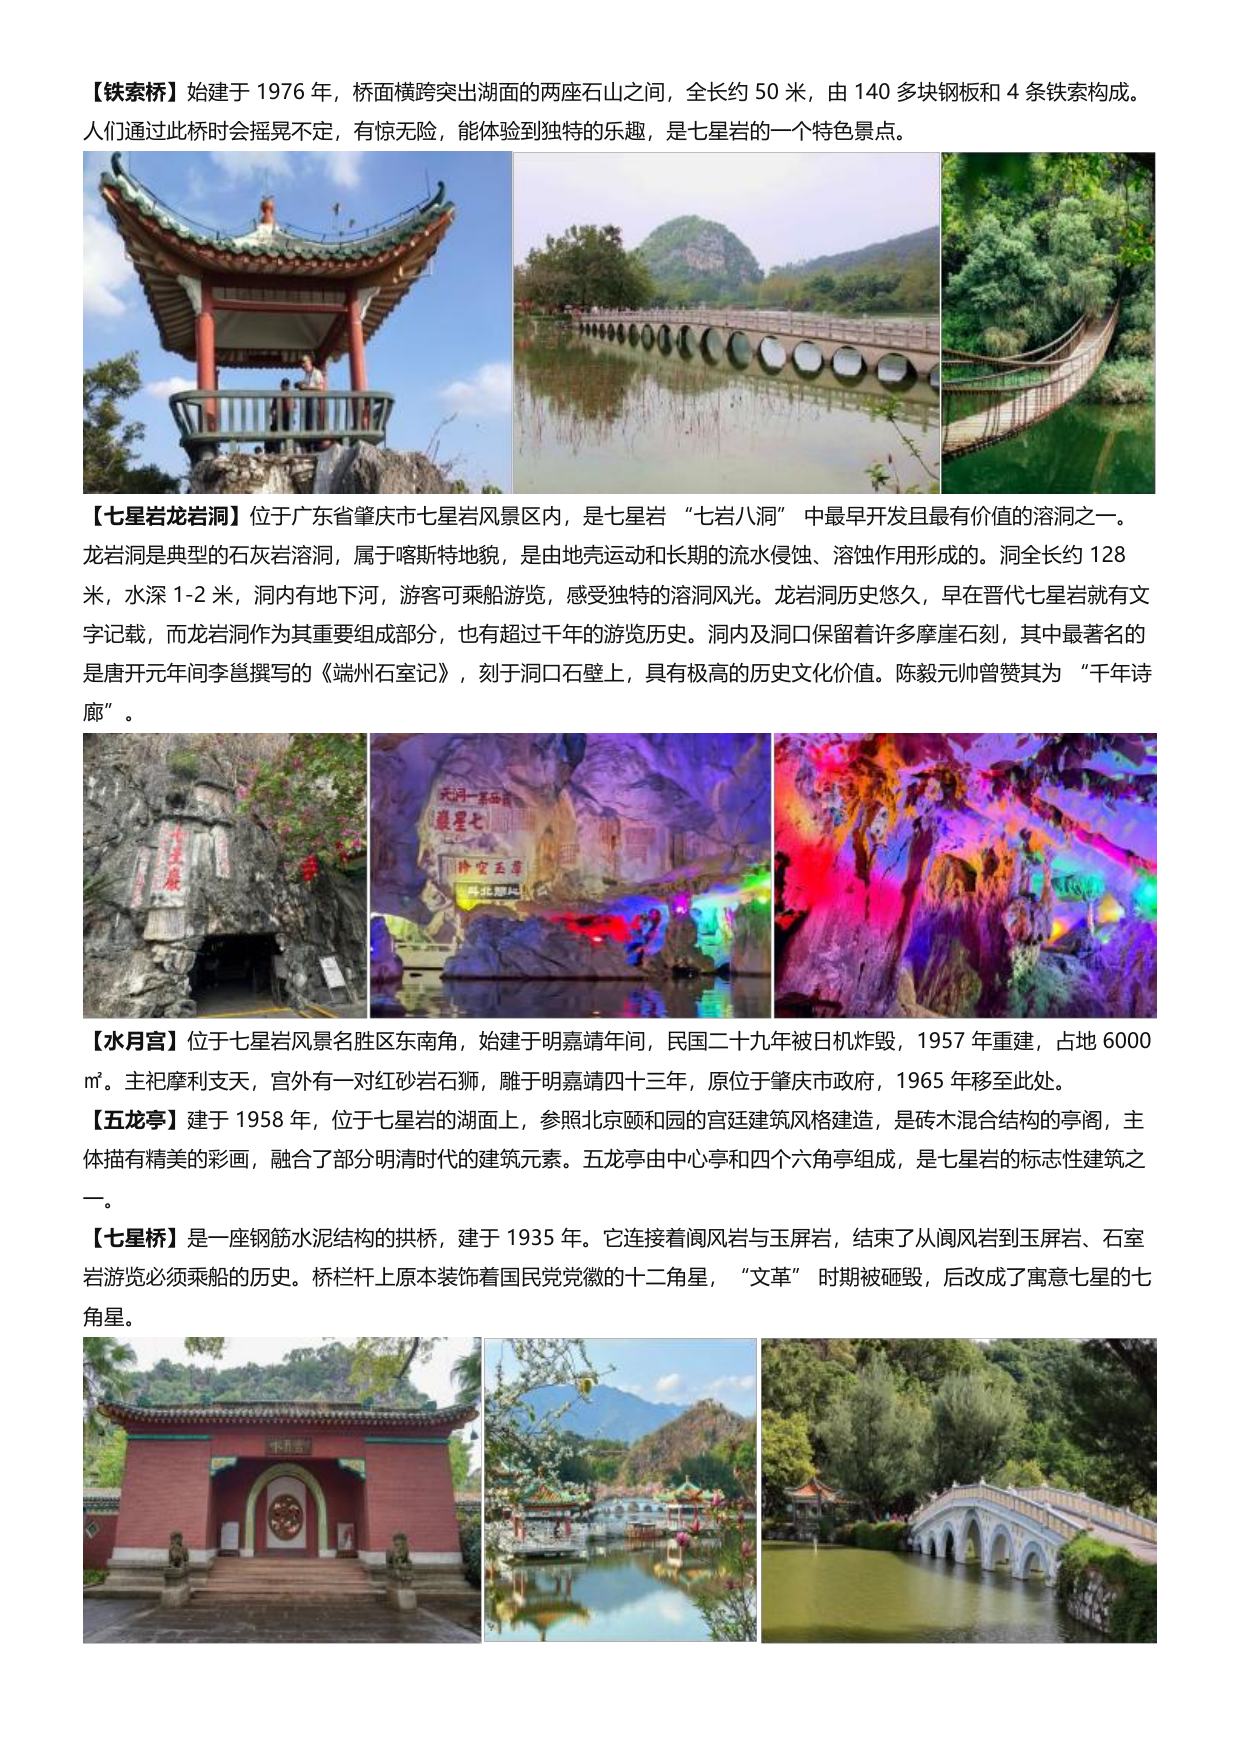 【铁索桥】始建于 1976 年，桥面横跨突出湖面的两座石山之间，全长约 50 米，由 140 多块钢板和 4 条铁索构成。
人们通过此桥时会摇晃不定，有惊无险，能体验到独特的乐趣，是七星岩的一个特色景点。
【七星岩龙岩洞】位于广东省肇庆市七星岩风景区内，是七星岩 “七岩八洞” 中最早开发且最有价值的溶洞之一。
龙岩洞是典型的石灰岩溶洞，属于喀斯特地貌，是由地壳运动和长期的流水侵蚀、溶蚀作用形成的。洞全长约 128
米，水深 1-2 米，洞内有地下河，游客可乘船游览，感受独特的溶洞风光。龙岩洞历史悠久，早在晋代七星岩就有文
字记载，而龙岩洞作为其重要组成部分，也有超过千年的游览历史。洞内及洞口保留着许多摩崖石刻，其中最著名的
是唐开元年间李邕撰写的《端州石室记》，刻于洞口石壁上，具有极高的历史文化价值。陈毅元帅曾赞其为 “千年诗
廊” 。
七星巖
天洞一第西
巖星七
【水月宫】位于七星岩风景名胜区东南角，始建于明嘉靖年间，民国二十九年被日机炸毁，1957 年重建，占地 6000
㎡。主祀摩利支天，宫外有一对红砂岩石狮，雕于明嘉靖四十三年，原位于肇庆市政府，1965 年移至此处。
【五龙亭】建于 1958 年，位于七星岩的湖面上，参照北京颐和园的宫廷建筑风格建造，是砖木混合结构的亭阁，主
体描有精美的彩画，融合了部分明清时代的建筑元素。五龙亭由中心亭和四个六角亭组成，是七星岩的标志性建筑之
一。
【七星桥】是一座钢筋水泥结构的拱桥，建于 1935 年。它连接着阆风岩与玉屏岩，结束了从阆风岩到玉屏岩、石室
岩游览必须乘船的历史。桥栏杆上原本装饰着国民党党徽的十二角星， “文革” 时期被砸毁，后改成了寓意七星的七
角星。